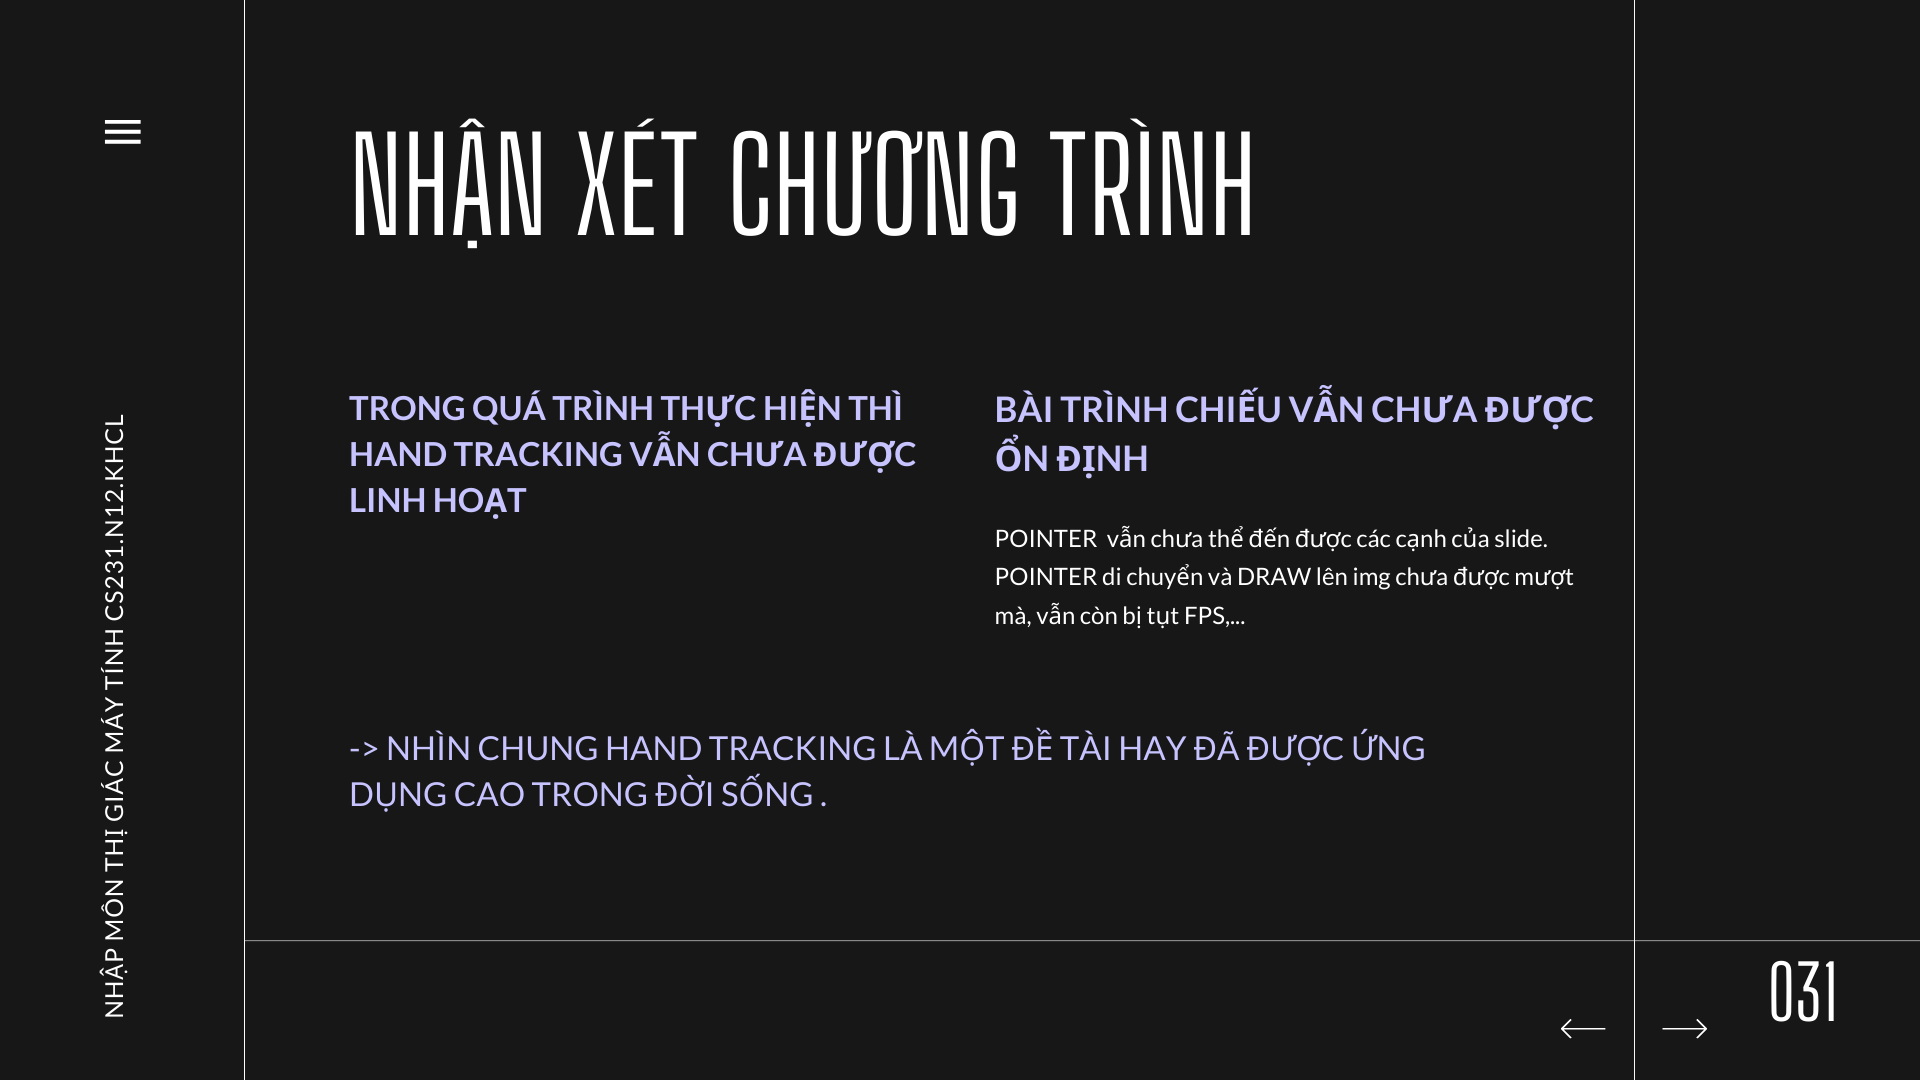 NHẬN XÉT CHƯƠNG TRÌNH
TRONG QUÁ TRÌNH THỰC HIỆN THÌ
HAND TRACKING VẪN CHƯA ĐƯỢC
LINH HOẠT
BÀI TRÌNH CHIẾU VẪN CHƯA ĐƯỢC
ỔN ĐỊNH
POINTER vẫn chưa thể đến được các cạnh của slide.
POINTER di chuyển và DRAW lên img chưa được mượt
mà, vẫn còn bị tụt FPS,...
-> NHÌN CHUNG HAND TRACKING LÀ MỘT ĐỀ TÀI HAY ĐÃ ĐƯỢC ỨNG
DỤNG CAO TRONG ĐỜI SỐNG .
NHẬP MÔN THỊ GIÁC MÁY TÍNH CS231.N12.KHCL
031